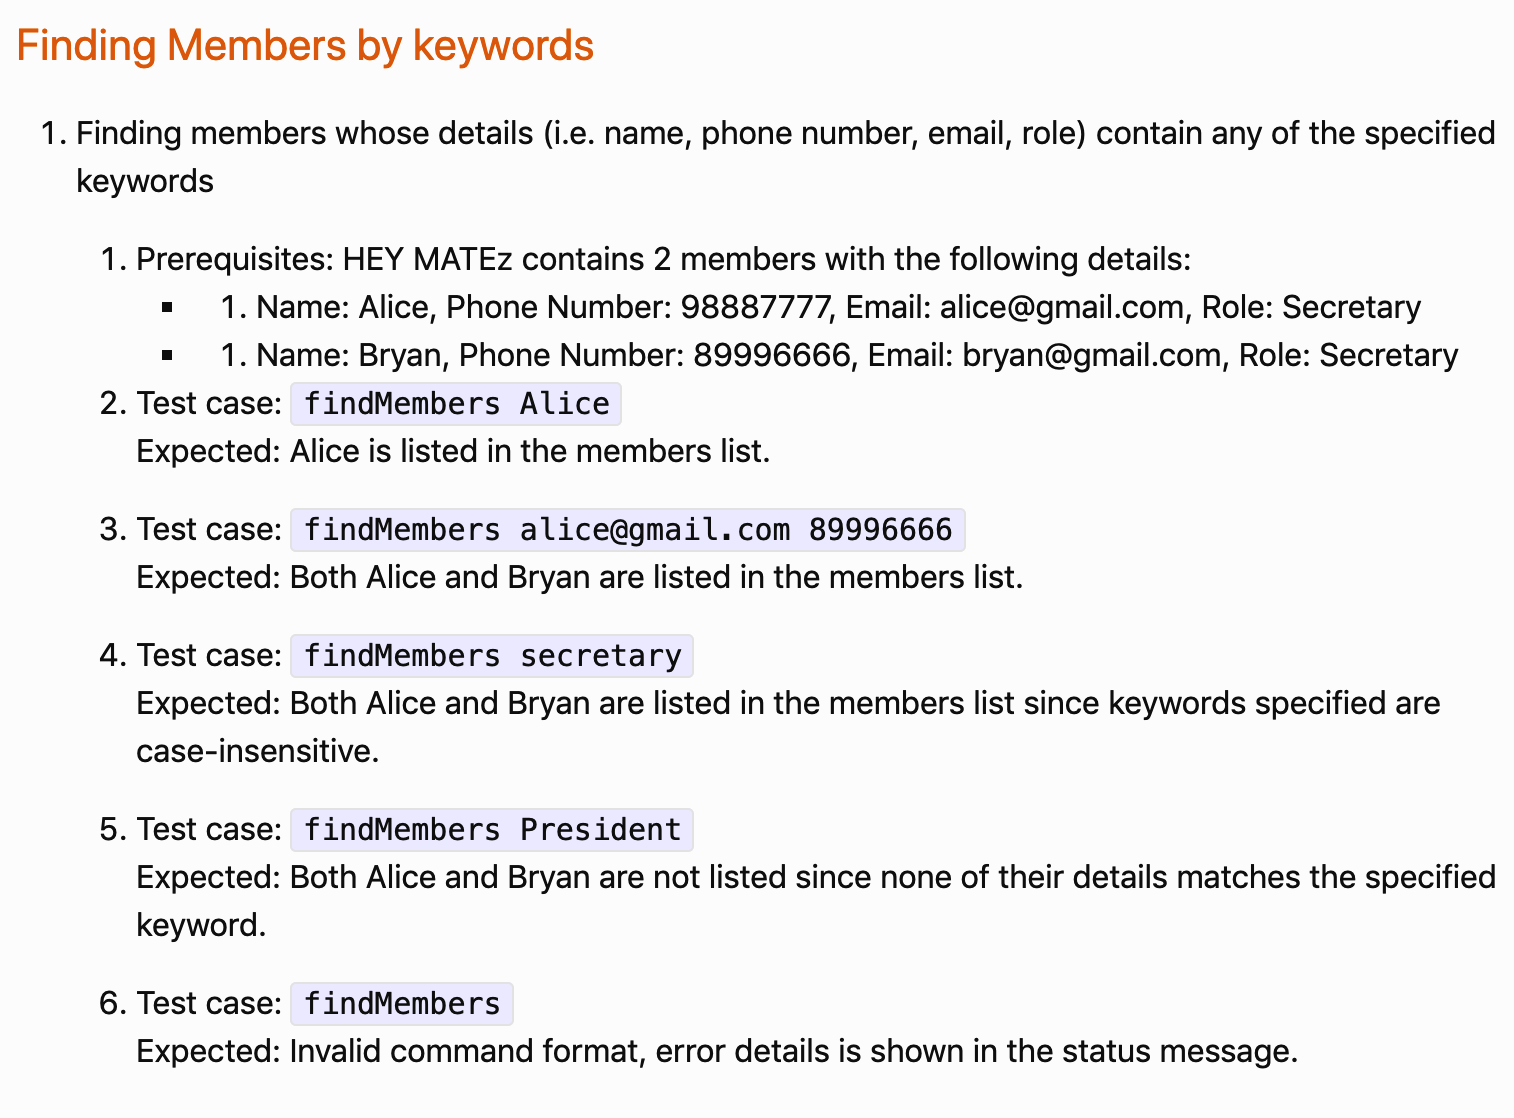 Finding Members by keywords
1. Finding members whose details (i.e. name, phone number, email, role) contain any of the specified
keywords
1. Prerequisites: HEY MATEz contains 2 members with the following details:
▪ 1. Name: Alice, Phone Number: 98887777, Email: alice@gmail.com, Role: Secretary
▪ 1. Name: Bryan, Phone Number: 89996666, Email: bryan@gmail.com, Role: Secretary
2. Test case: findMembers Alice
Expected: Alice is listed in the members list.
3. Test case: findMembers alice@gmail.com 89996666
Expected: Both Alice and Bryan are listed in the members list.
4. Test case: findMembers secretary
Expected: Both Alice and Bryan are listed in the members list since keywords specified are
case-insensitive.
5. Test case: findMembers President
Expected: Both Alice and Bryan are not listed since none of their details matches the specified
keyword.
6. Test case: findMembers
Expected: Invalid command format, error details is shown in the status message.